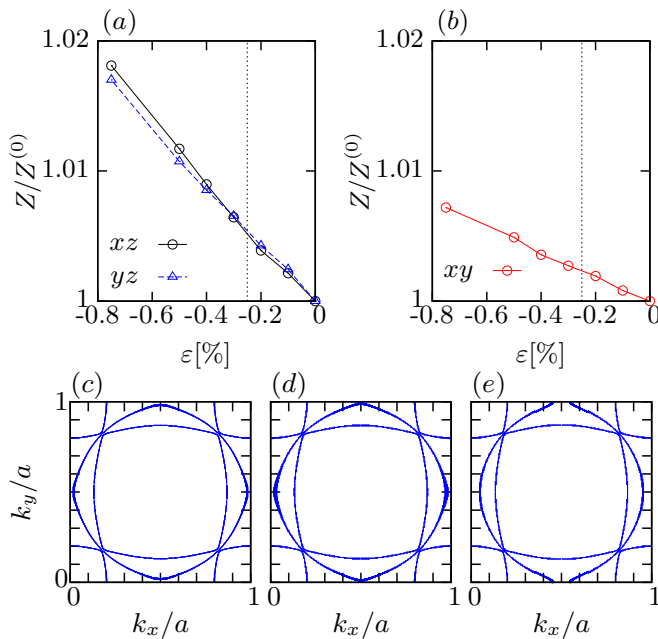 (a) (b)
1.02 1.02
Z/Z^{(0)} Z/Z^{(0)}
1.01 1.01
xz
yz xy
1 1
-0.8 -0.6 -0.4 -0.2 0 -0.8 -0.6 -0.4 -0.2 0
ε[%] ε[%]
(c) (d) (e)
1
k_y/a
0
0 1 0 1 0 1
k_x/a k_x/a k_x/a